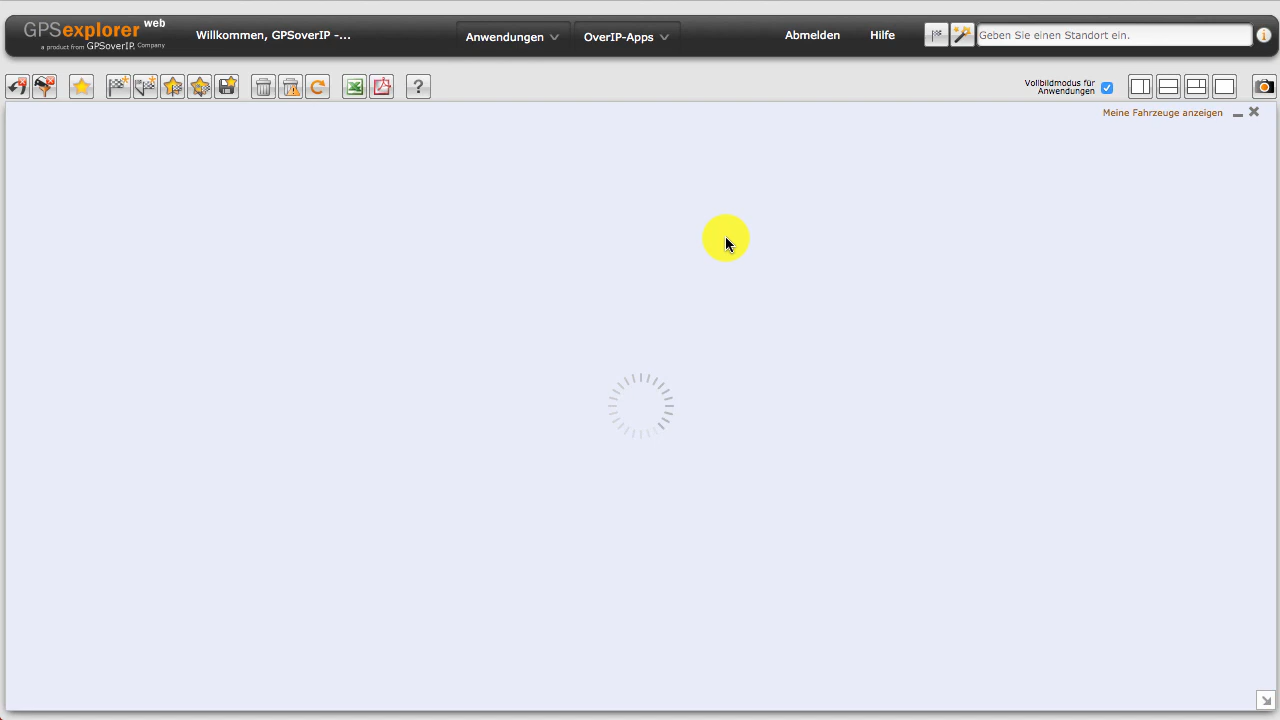 GPSexplorer web
a product from GPSoverIP. Company
Willkommen, GPSoverIP -...
Anwendungen
OverIP-Apps
Abmelden
Hilfe
Geben Sie einen Standort ein.
Vollbildmodus für
Anwendungen
Meine Fahrzeuge anzeigen